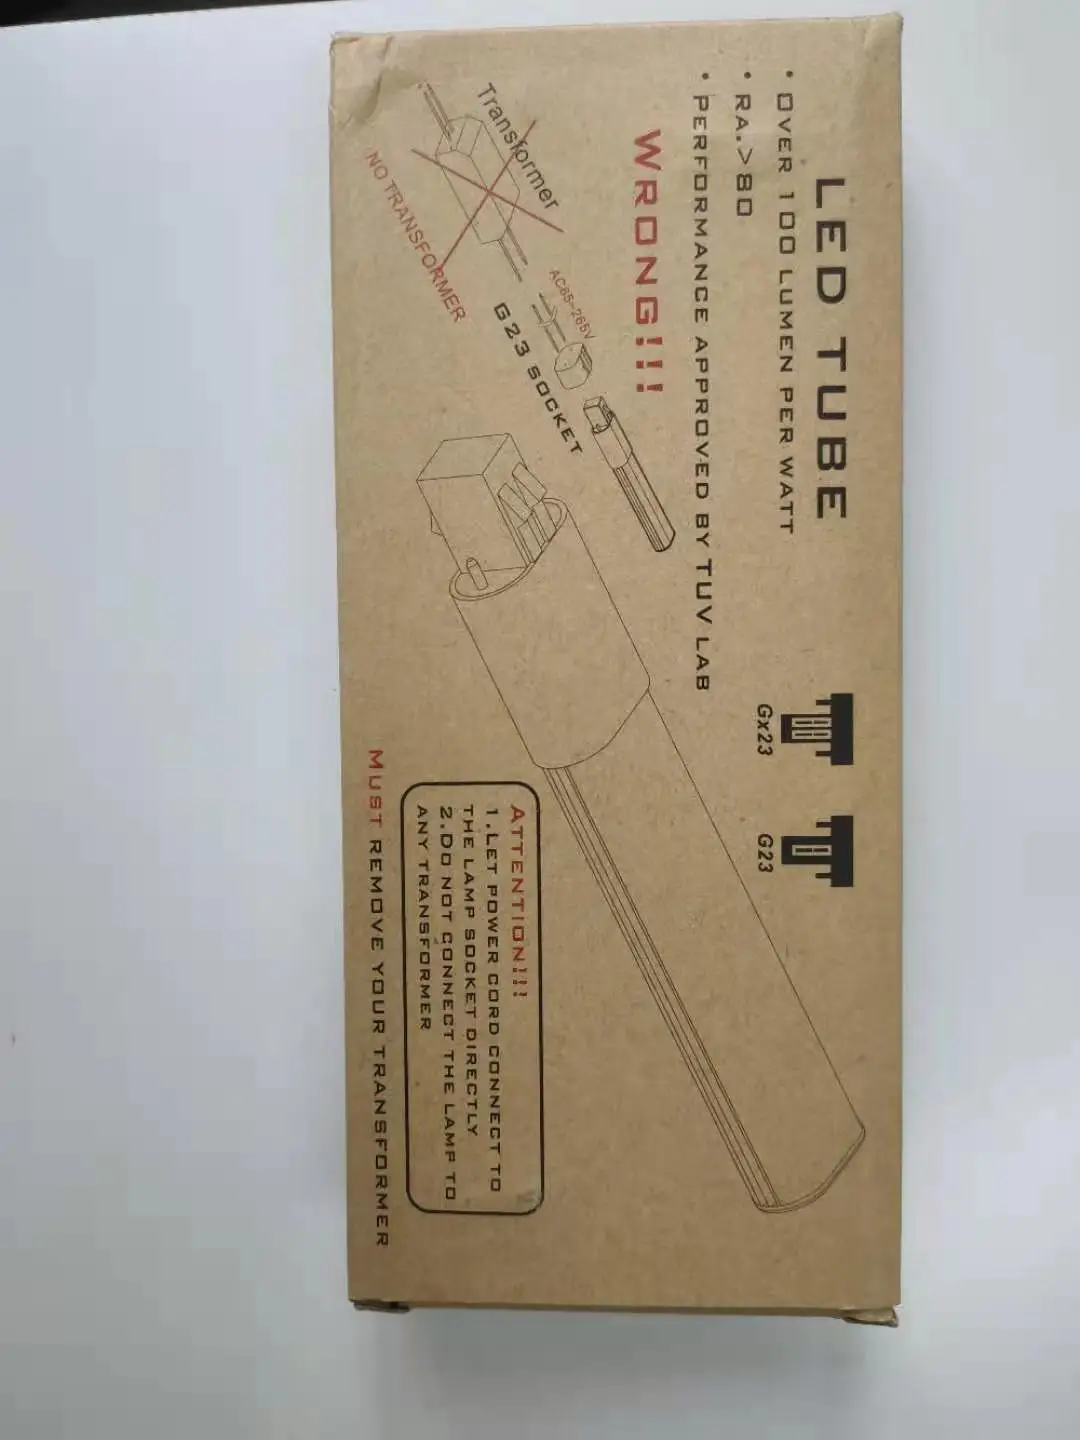 LED TUBE
• OVER 100 LUMEN PER WATT
• RA.>80
• PERFORMANCE APPROVED BY TUV LAB
WRONG!!!
Transformer
NO TRANSFORMER
AC85-265V
G23 SOCKET
Gx23
G23
ATTENTION!!!
1.LET POWER CORD CONNECT TO
THE LAMP SOCKET DIRECTLY
2.DO NOT CONNECT THE LAMP TO
ANY TRANSFORMER
MUST REMOVE YOUR TRANSFORMER